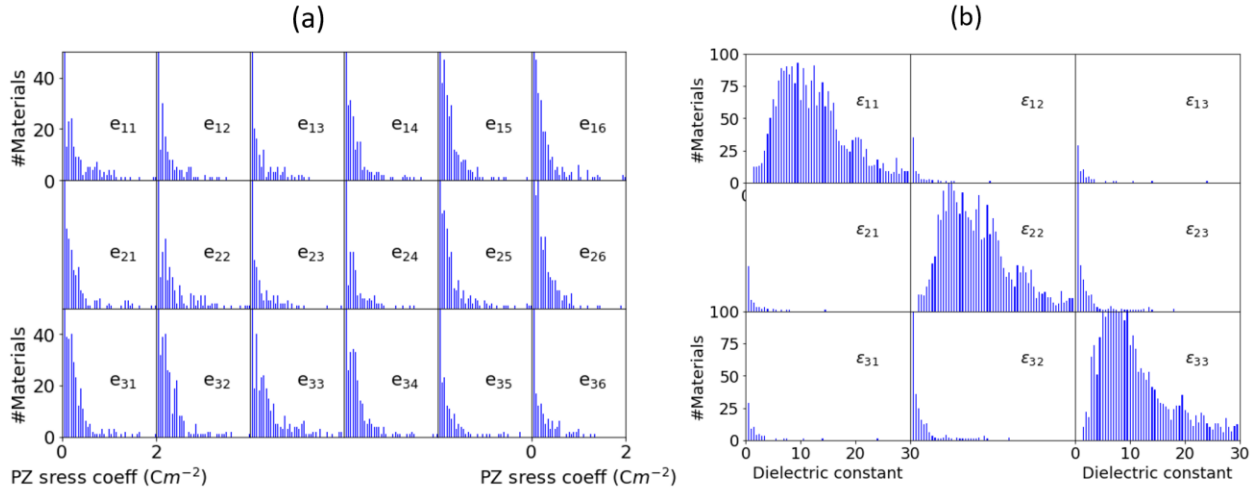 (a)
(b)
#Materials
40
20
0
e₁₁
e₁₂
e₁₃
e₁₄
e₁₅
e₁₆
e₂₁
e₂₂
e₂₃
e₂₄
e₂₅
e₂₆
#Materials
40
20
0
e₃₁
e₃₂
e₃₃
e₃₄
e₃₅
e₃₆
0
2
0
2
PZ sress coeff (Cm⁻²)
PZ sress coeff (Cm⁻²)
#Materials
100
75
50
25
0
ε₁₁
ε₁₂
ε₁₃
0
ε₂₁
ε₂₂
ε₂₃
#Materials
100
75
50
25
0
ε₃₁
ε₃₂
ε₃₃
0
10
20
30
0
10
20
30
Dielectric constant
Dielectric constant